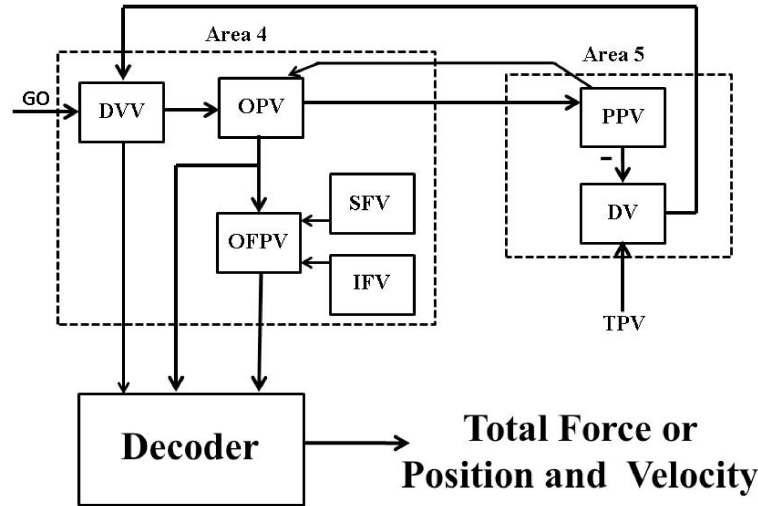 Area 4
Area 5
GO
DVV
OPV
PPV
–
SFV
DV
OFPV
IFV
TPV
Decoder
Total Force or
Position and Velocity